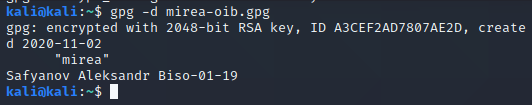 kali@kali:~$ gpg -d mirea-oib.gpg
gpg: encrypted with 2048-bit RSA key, ID A3CEF2AD7807AE2D, create
d 2020-11-02
"mirea"
Safyanov Aleksandr Biso-01-19
kali@kali:~$